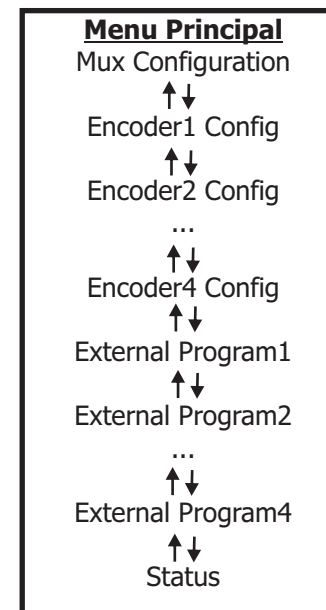 Menu Principal
Mux Configuration
Encoder1 Config
Encoder2 Config
...
Encoder4 Config
External Program1
External Program2
...
External Program4
Status